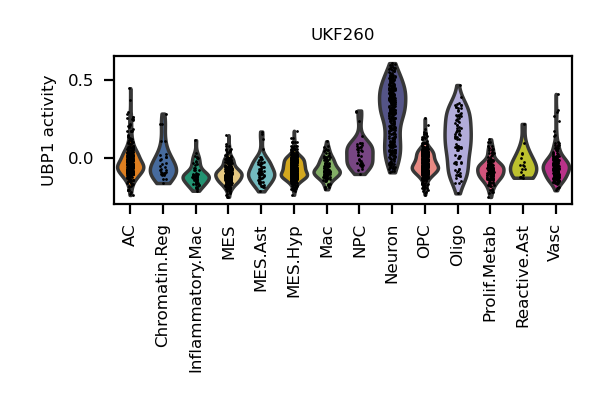 UKF260
UBP1 activity
0.5
0.0
AC
Chromatin.Reg
Inflammatory.Mac
MES
MES.Ast
MES.Hyp
Mac
NPC
Neuron
OPC
Oligo
Prolif.Metab
Reactive.Ast
Vasc